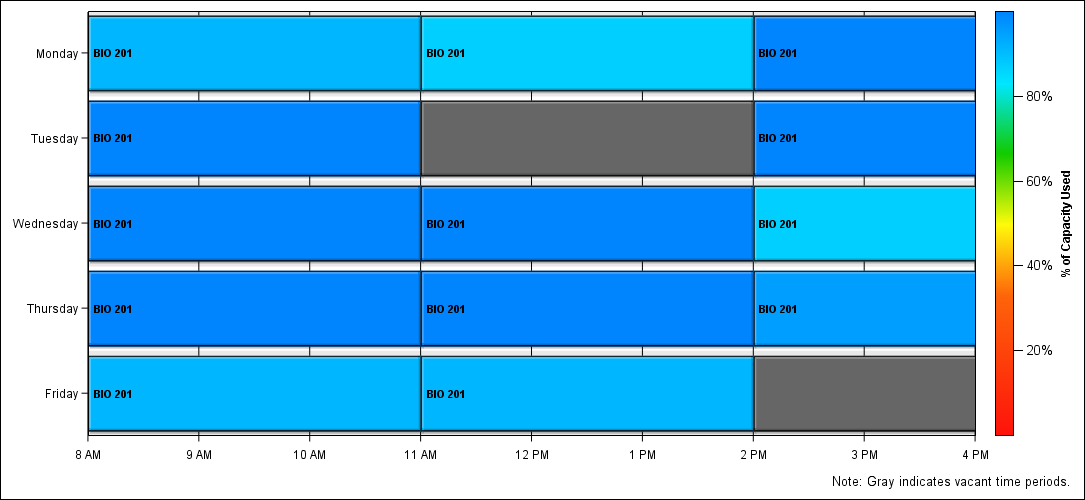 Monday
BIO 201
BIO 201
BIO 201
Tuesday
BIO 201
BIO 201
Wednesday
BIO 201
BIO 201
BIO 201
Thursday
BIO 201
BIO 201
BIO 201
Friday
BIO 201
BIO 201
8 AM
9 AM
10 AM
11 AM
12 PM
1 PM
2 PM
3 PM
4 PM
80%
60%
40%
20%
% of Capacity Used
Note: Gray indicates vacant time periods.